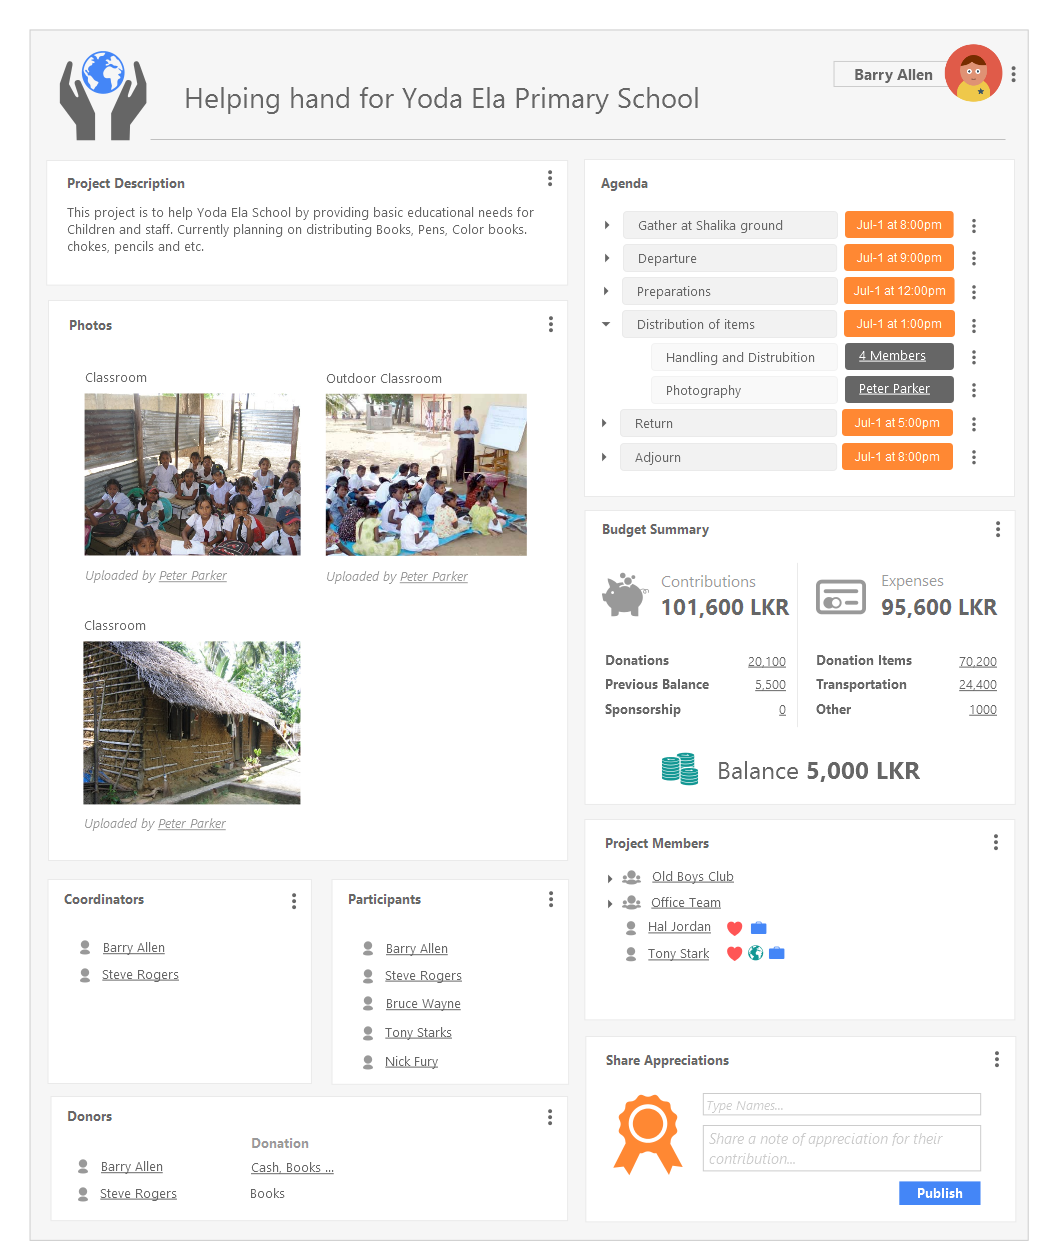 Barry Allen
Helping hand for Yoda Ela Primary School
Project Description
This project is to help Yoda Ela School by providing basic educational needs for
Children and staff. Currently planning on distributing Books, Pens, Color books.
chokes, pencils and etc.
Photos
Classroom
Outdoor Classroom
Uploaded by Peter Parker
Uploaded by Peter Parker
Classroom
Uploaded by Peter Parker
Coordinators
Barry Allen
Steve Rogers
Participants
Barry Allen
Steve Rogers
Bruce Wayne
Tony Starks
Nick Fury
Donors
Donation
Barry Allen Cash, Books ...
Steve Rogers Books
Agenda
Gather at Shalika ground Jul-1 at 8:00pm
Departure Jul-1 at 9:00pm
Preparations Jul-1 at 12:00pm
Distribution of items Jul-1 at 1:00pm
Handling and Distrubition 4 Members
Photography Peter Parker
Return Jul-1 at 5:00pm
Adjourn Jul-1 at 8:00pm
Budget Summary
Contributions
101,600 LKR
Expenses
95,600 LKR
Donations 20,100
Previous Balance 5,500
Sponsorship 0
Donation Items 70,200
Transportation 24,400
Other 1000
Balance 5,000 LKR
Project Members
Old Boys Club
Office Team
Hal Jordan
Tony Stark
Share Appreciations
Type Names...
Share a note of appreciation for their
contribution...
Publish